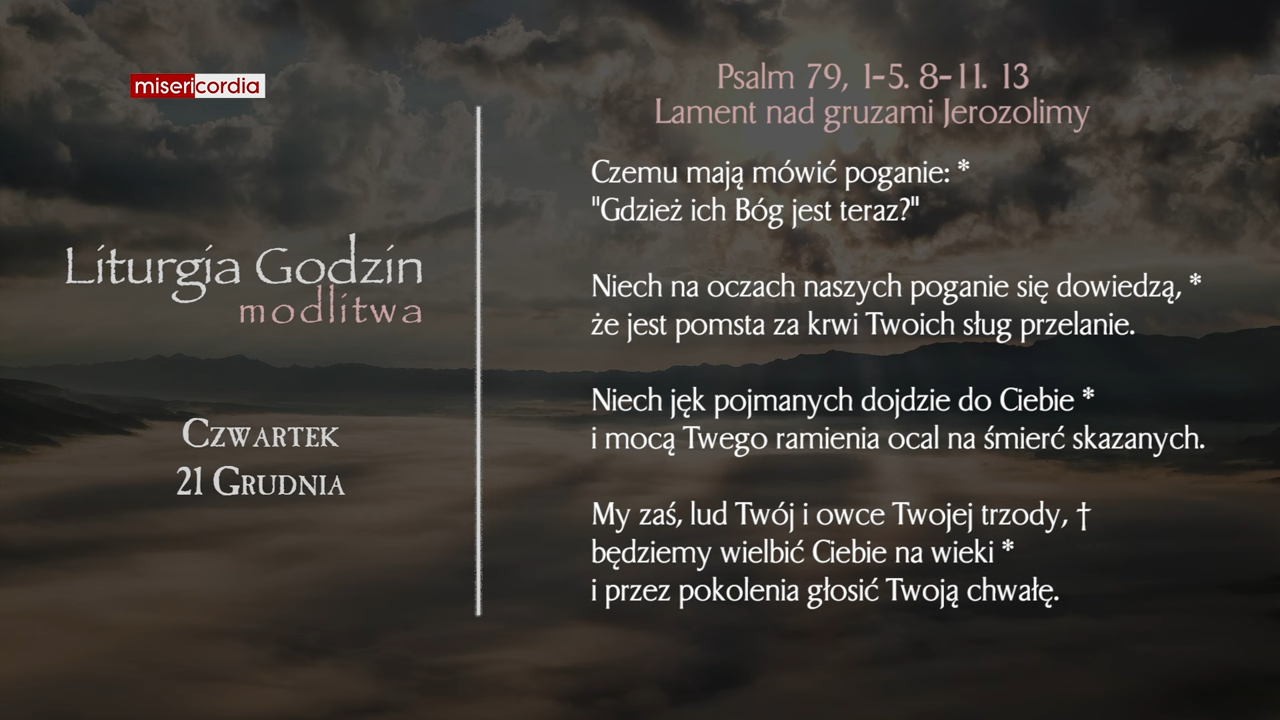 misericordia
Liturgia Godzin
modlitwa
Czwartek
21 Grudnia
Psalm 79, 1-5. 8-11. 13
Lament nad gruzami Jerozolimy
Czemu mają mówić poganie: *
"Gdzież ich Bóg jest teraz?"
Niech na oczach naszych poganie się dowiedzą, *
że jest pomsta za krwi Twoich sług przelanie.
Niech jęk pojmanych dojdzie do Ciebie *
i mocą Twego ramienia ocal na śmierć skazanych.
My zaś, lud Twój i owce Twojej trzody, †
będziemy wielbić Ciebie na wieki *
i przez pokolenia głosić Twoją chwałę.